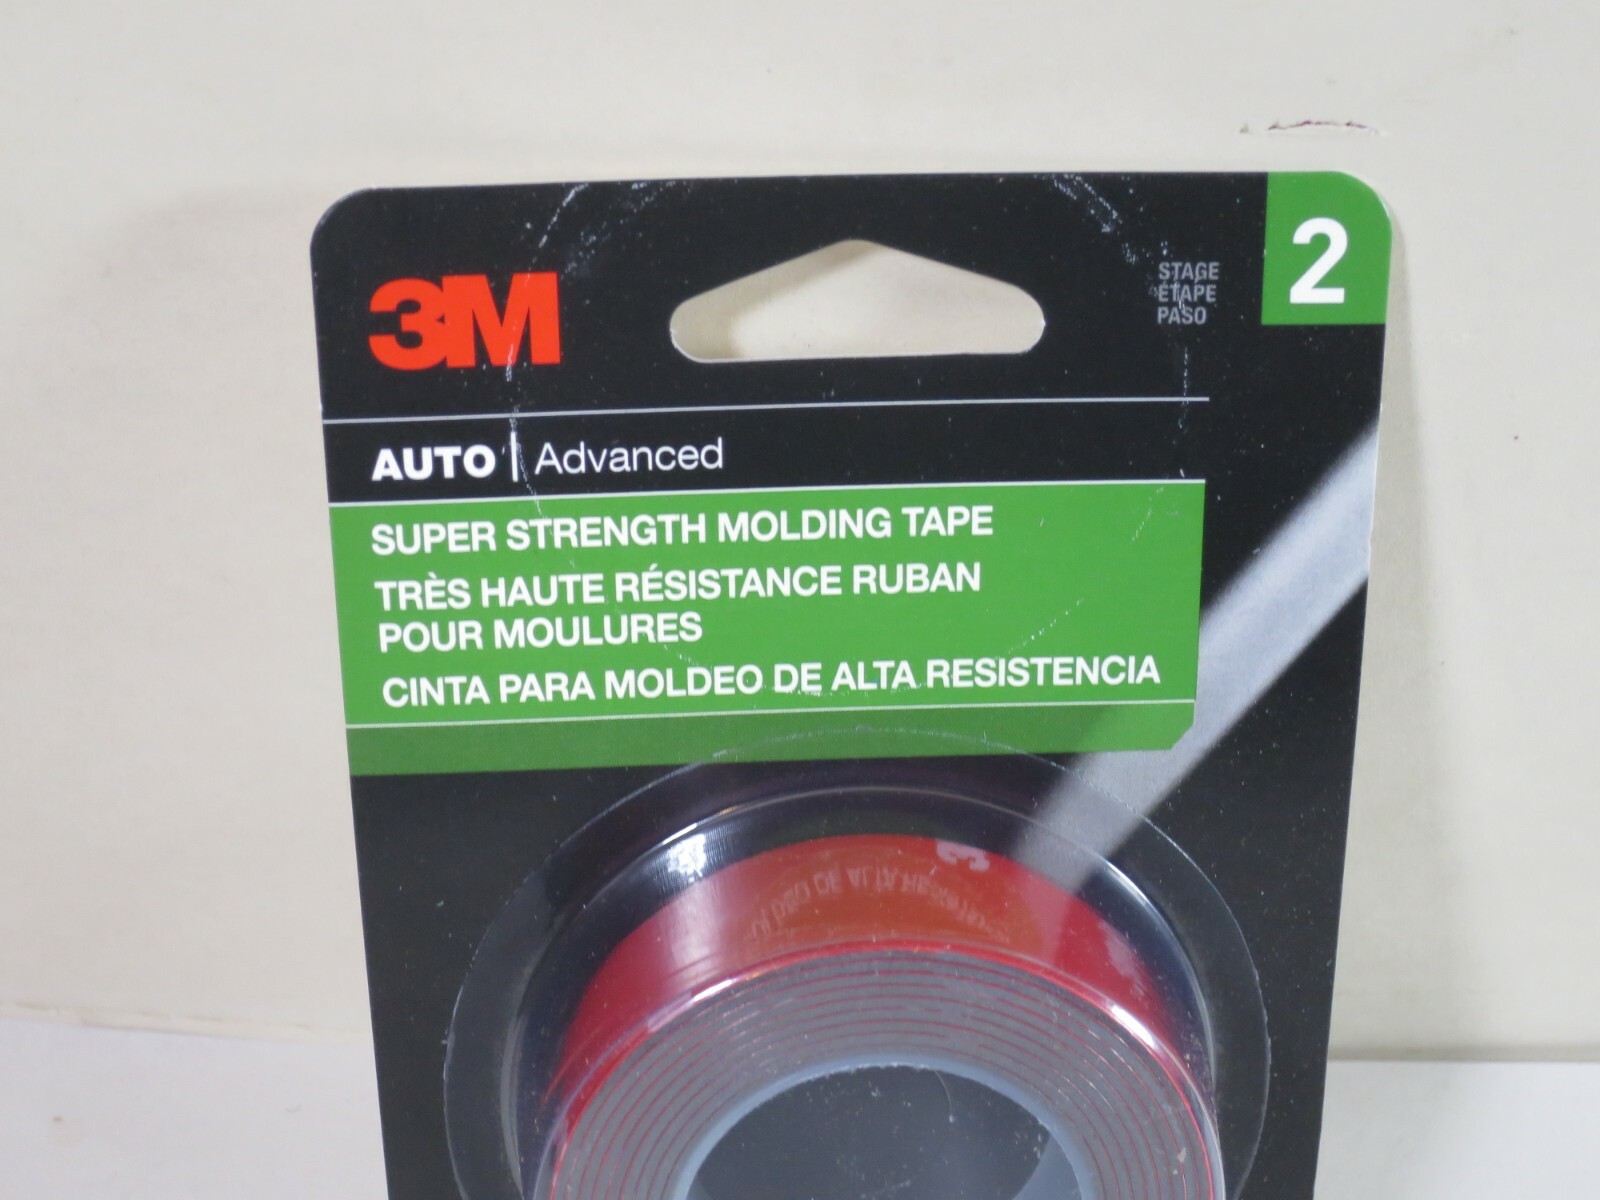 3M
STAGE
ÉTAPE
PASO
2
AUTO | Advanced
SUPER STRENGTH MOLDING TAPE
TRÈS HAUTE RÉSISTANCE RUBAN
POUR MOULURES
CINTA PARA MOLDEO DE ALTA RESISTENCIA
3